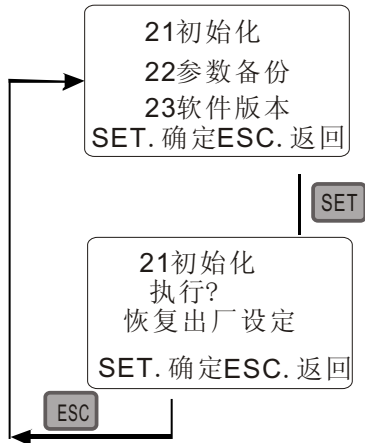 21初始化
22参数备份
23软件版本
SET.确定ESC.返回
SET
21初始化
执行?
恢复出厂设定
SET.确定ESC.返回
ESC